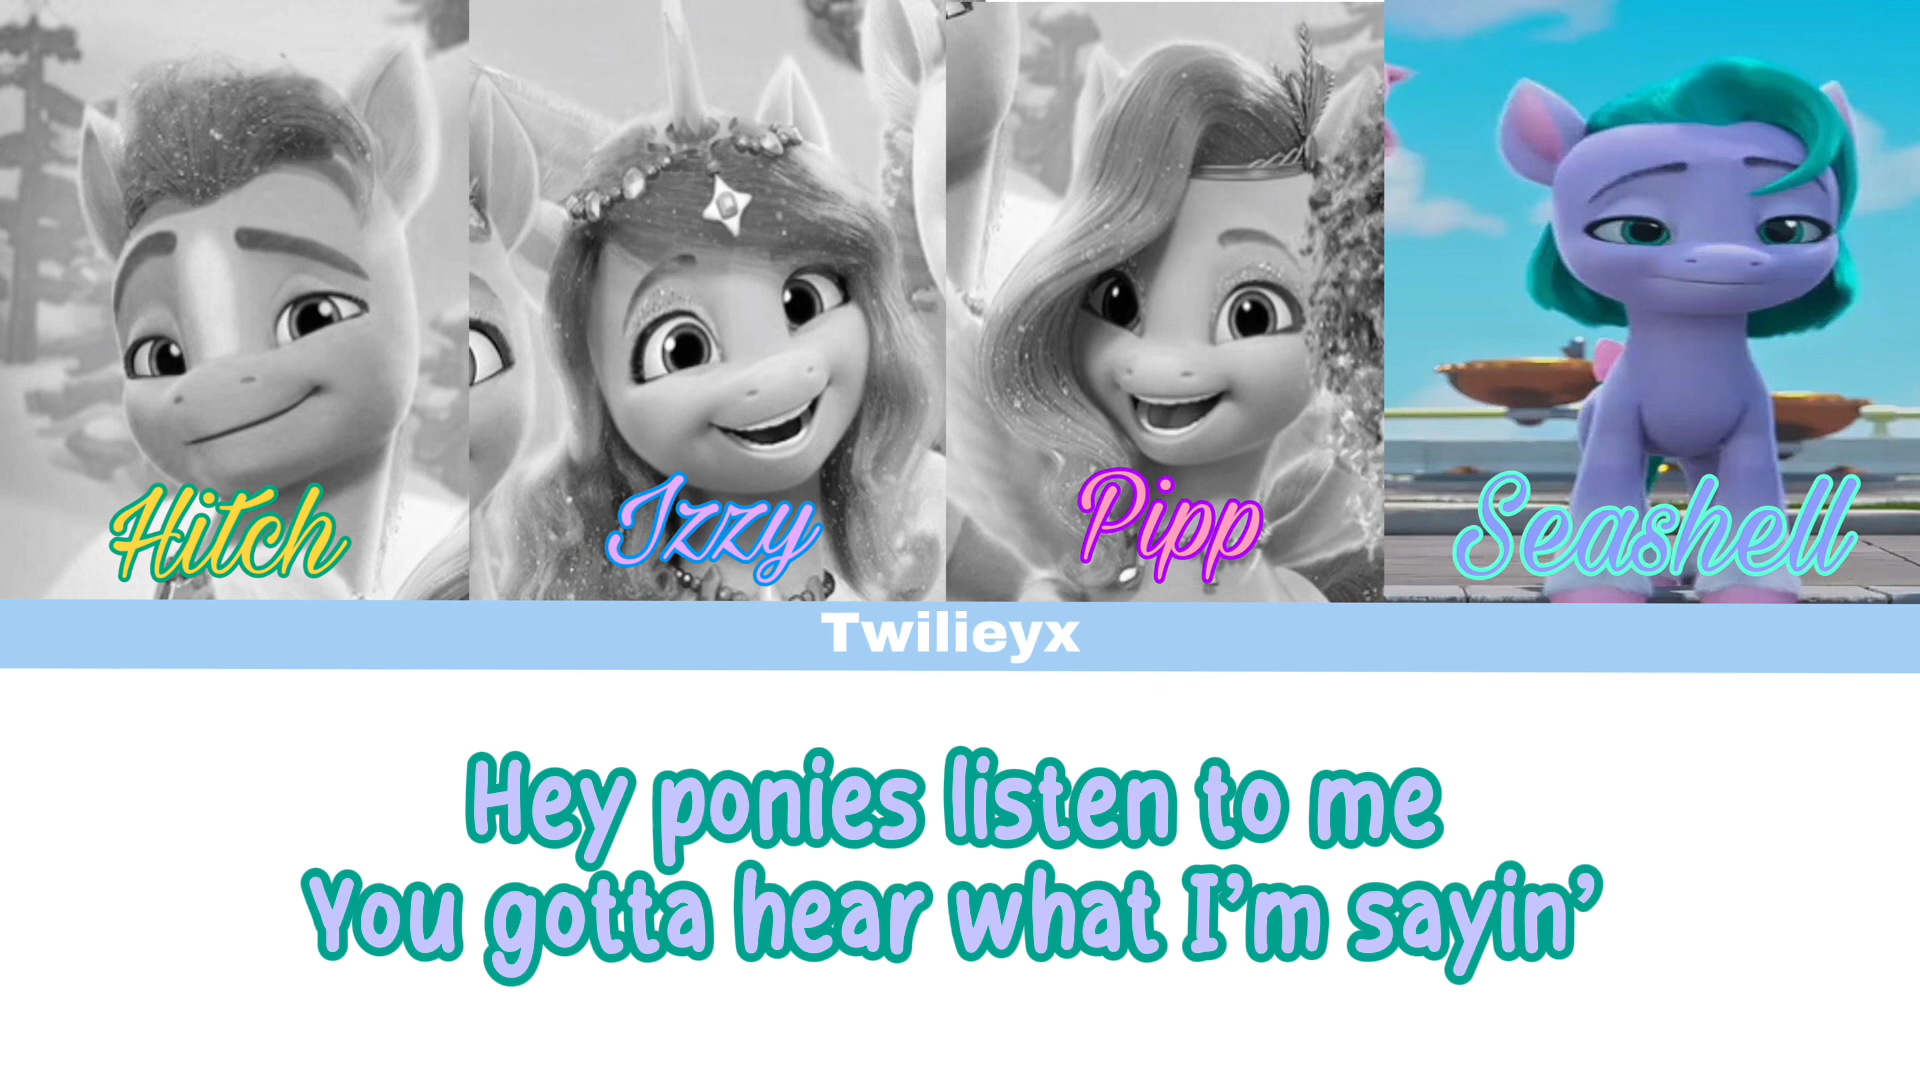 Hitch
Izzy
Pipp
Seashell
Twilieyx
Hey ponies listen to me
You gotta hear what I'm sayin'